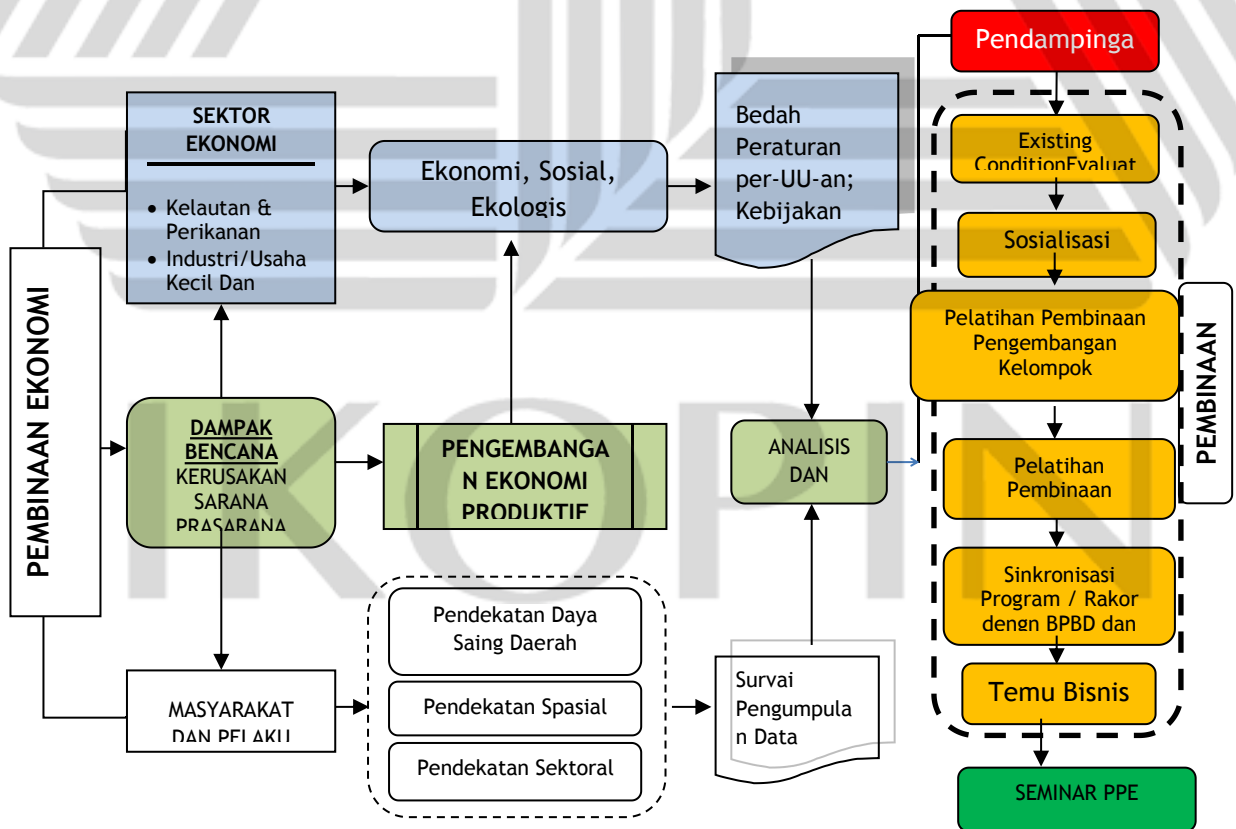 PEMBINAAN EKONOMI
SEKTOR
EKONOMI
• Kelautan &
Perikanan
• Industri/Usaha
Kecil Dan
Ekonomi, Sosial,
Ekologis
Bedah
Peraturan
per-UU-an;
Kebijakan
DAMPAK
BENCANA
KERUSAKAN
SARANA
PRASARANA
PENGEMBANGA
N EKONOMI
PRODUKTIF
ANALISIS
DAN
MASYARAKAT
DAN PELAKU
Pendekatan Daya
Saing Daerah
Pendekatan Spasial
Pendekatan Sektoral
Survai
Pengumpula
n Data
Pendampinga
Existing
ConditionEvaluat
Sosialisasi
Pelatihan Pembinaan
Pengembangan
Kelompok
Pelatihan
Pembinaan
Sinkronisasi
Program / Rakor
dengn BPBD dan
Temu Bisnis
SEMINAR PPE
PEMBINAAN
IKOPIN